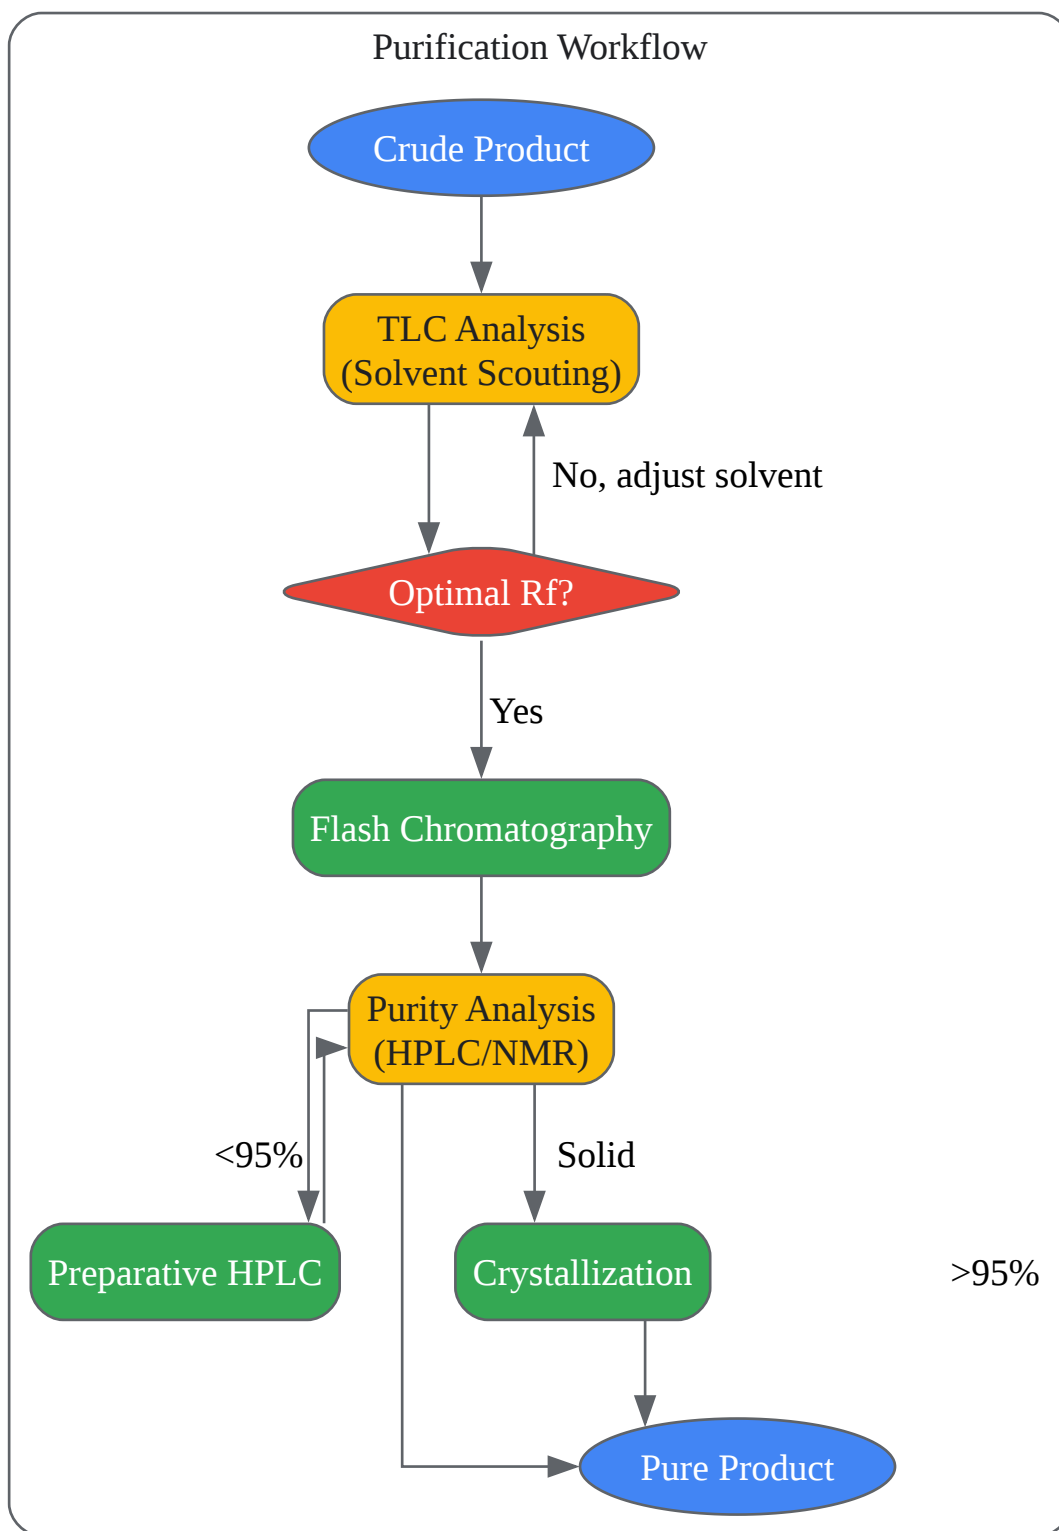 Purification Workflow
Crude Product
TLC Analysis
(Solvent Scouting)
No, adjust solvent
Optimal Rf?
Yes
Flash Chromatography
Purity Analysis
(HPLC/NMR)
<95%
Solid
Preparative HPLC
Crystallization
>95%
Pure Product